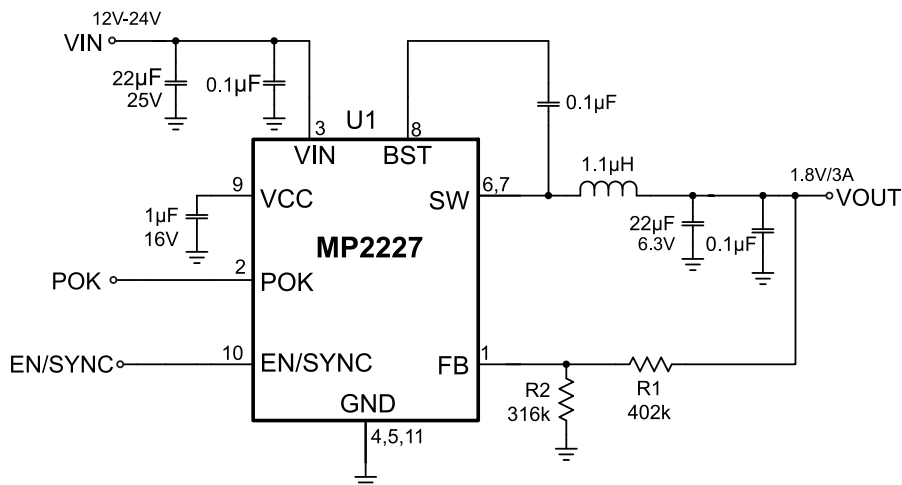 12V-24V
VIN
22µF
25V
0.1µF
U1
3
8
VIN
BST
0.1µF
9
VCC
1µF
16V
6,7
SW
1.1µH
1.8V/3A
VOUT
22µF
6.3V
0.1µF
MP2227
POK
2
POK
EN/SYNC
10
EN/SYNC
1
FB
R2
316k
R1
402k
GND
4,5,11